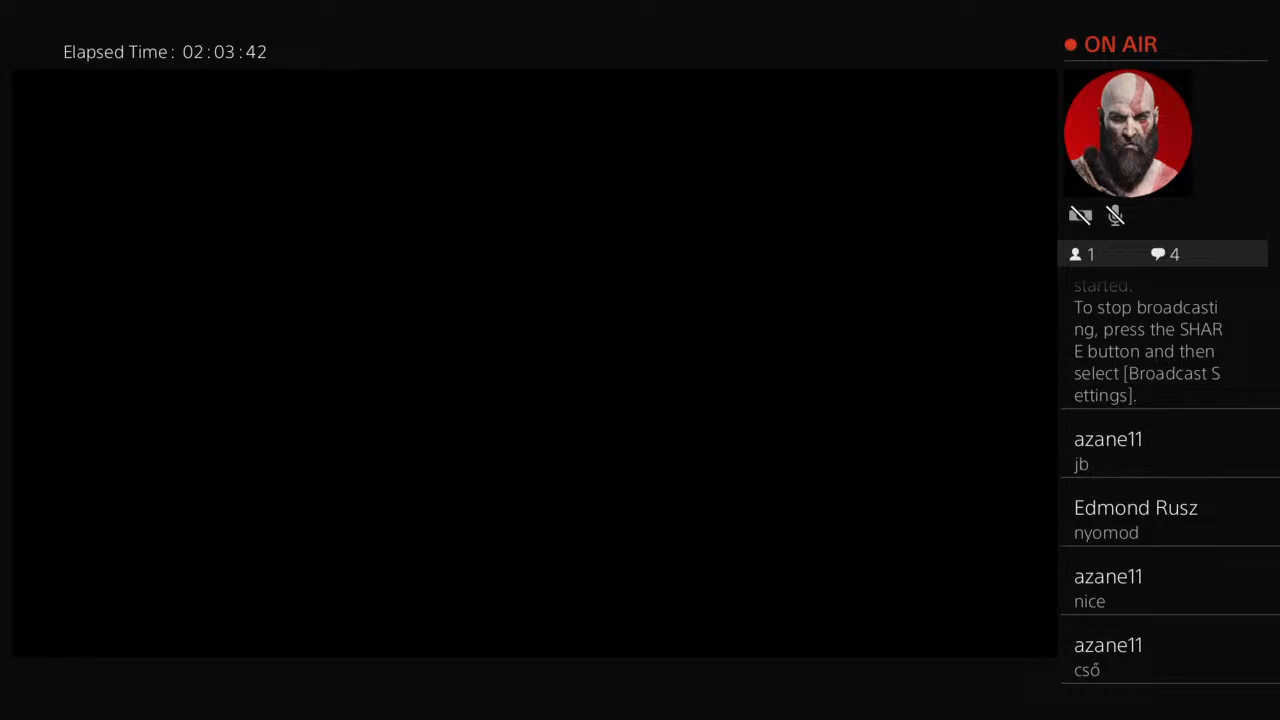 Elapsed Time: 02:03:42
ON AIR
1 4
started.
To stop broadcasti
ng, press the SHAR
E button and then
select [Broadcast S
ettings].
azane11
jb
Edmond Rusz
nyomod
azane11
nice
azane11
cső